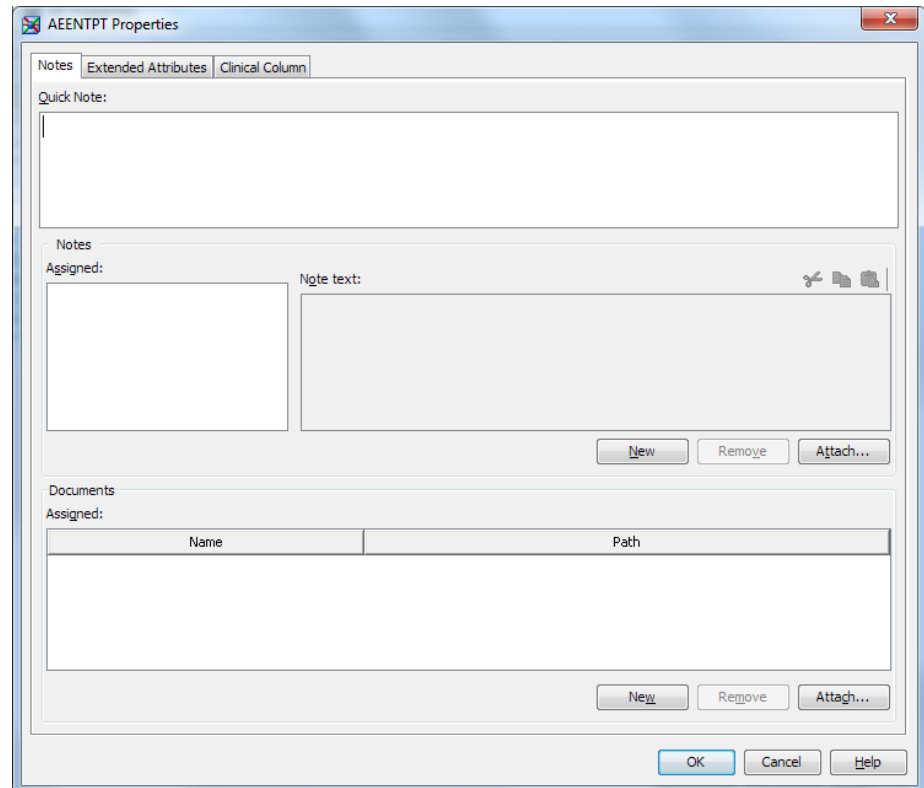 AEENTPT Properties
Notes Extended Attributes Clinical Column
Quick Note:
Notes
Assigned:
Note text:
New Remove Attach...
Documents
Assigned:
Name Path
New Remove Attach...
OK Cancel Help